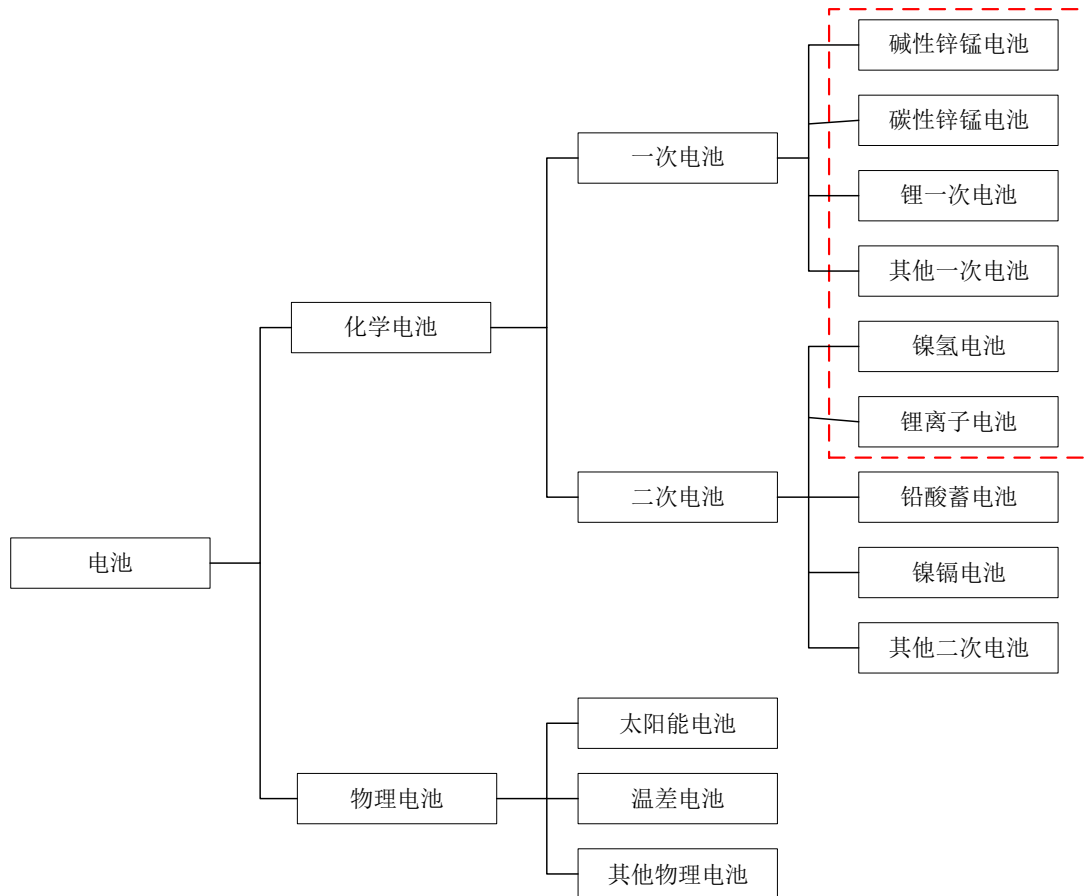 碱性锌锰电池
碳性锌锰电池
一次电池
锂一次电池
其他一次电池
化学电池
镍氢电池
锂离子电池
二次电池
铅酸蓄电池
电池
镍镉电池
其他二次电池
太阳能电池
物理电池
温差电池
其他物理电池